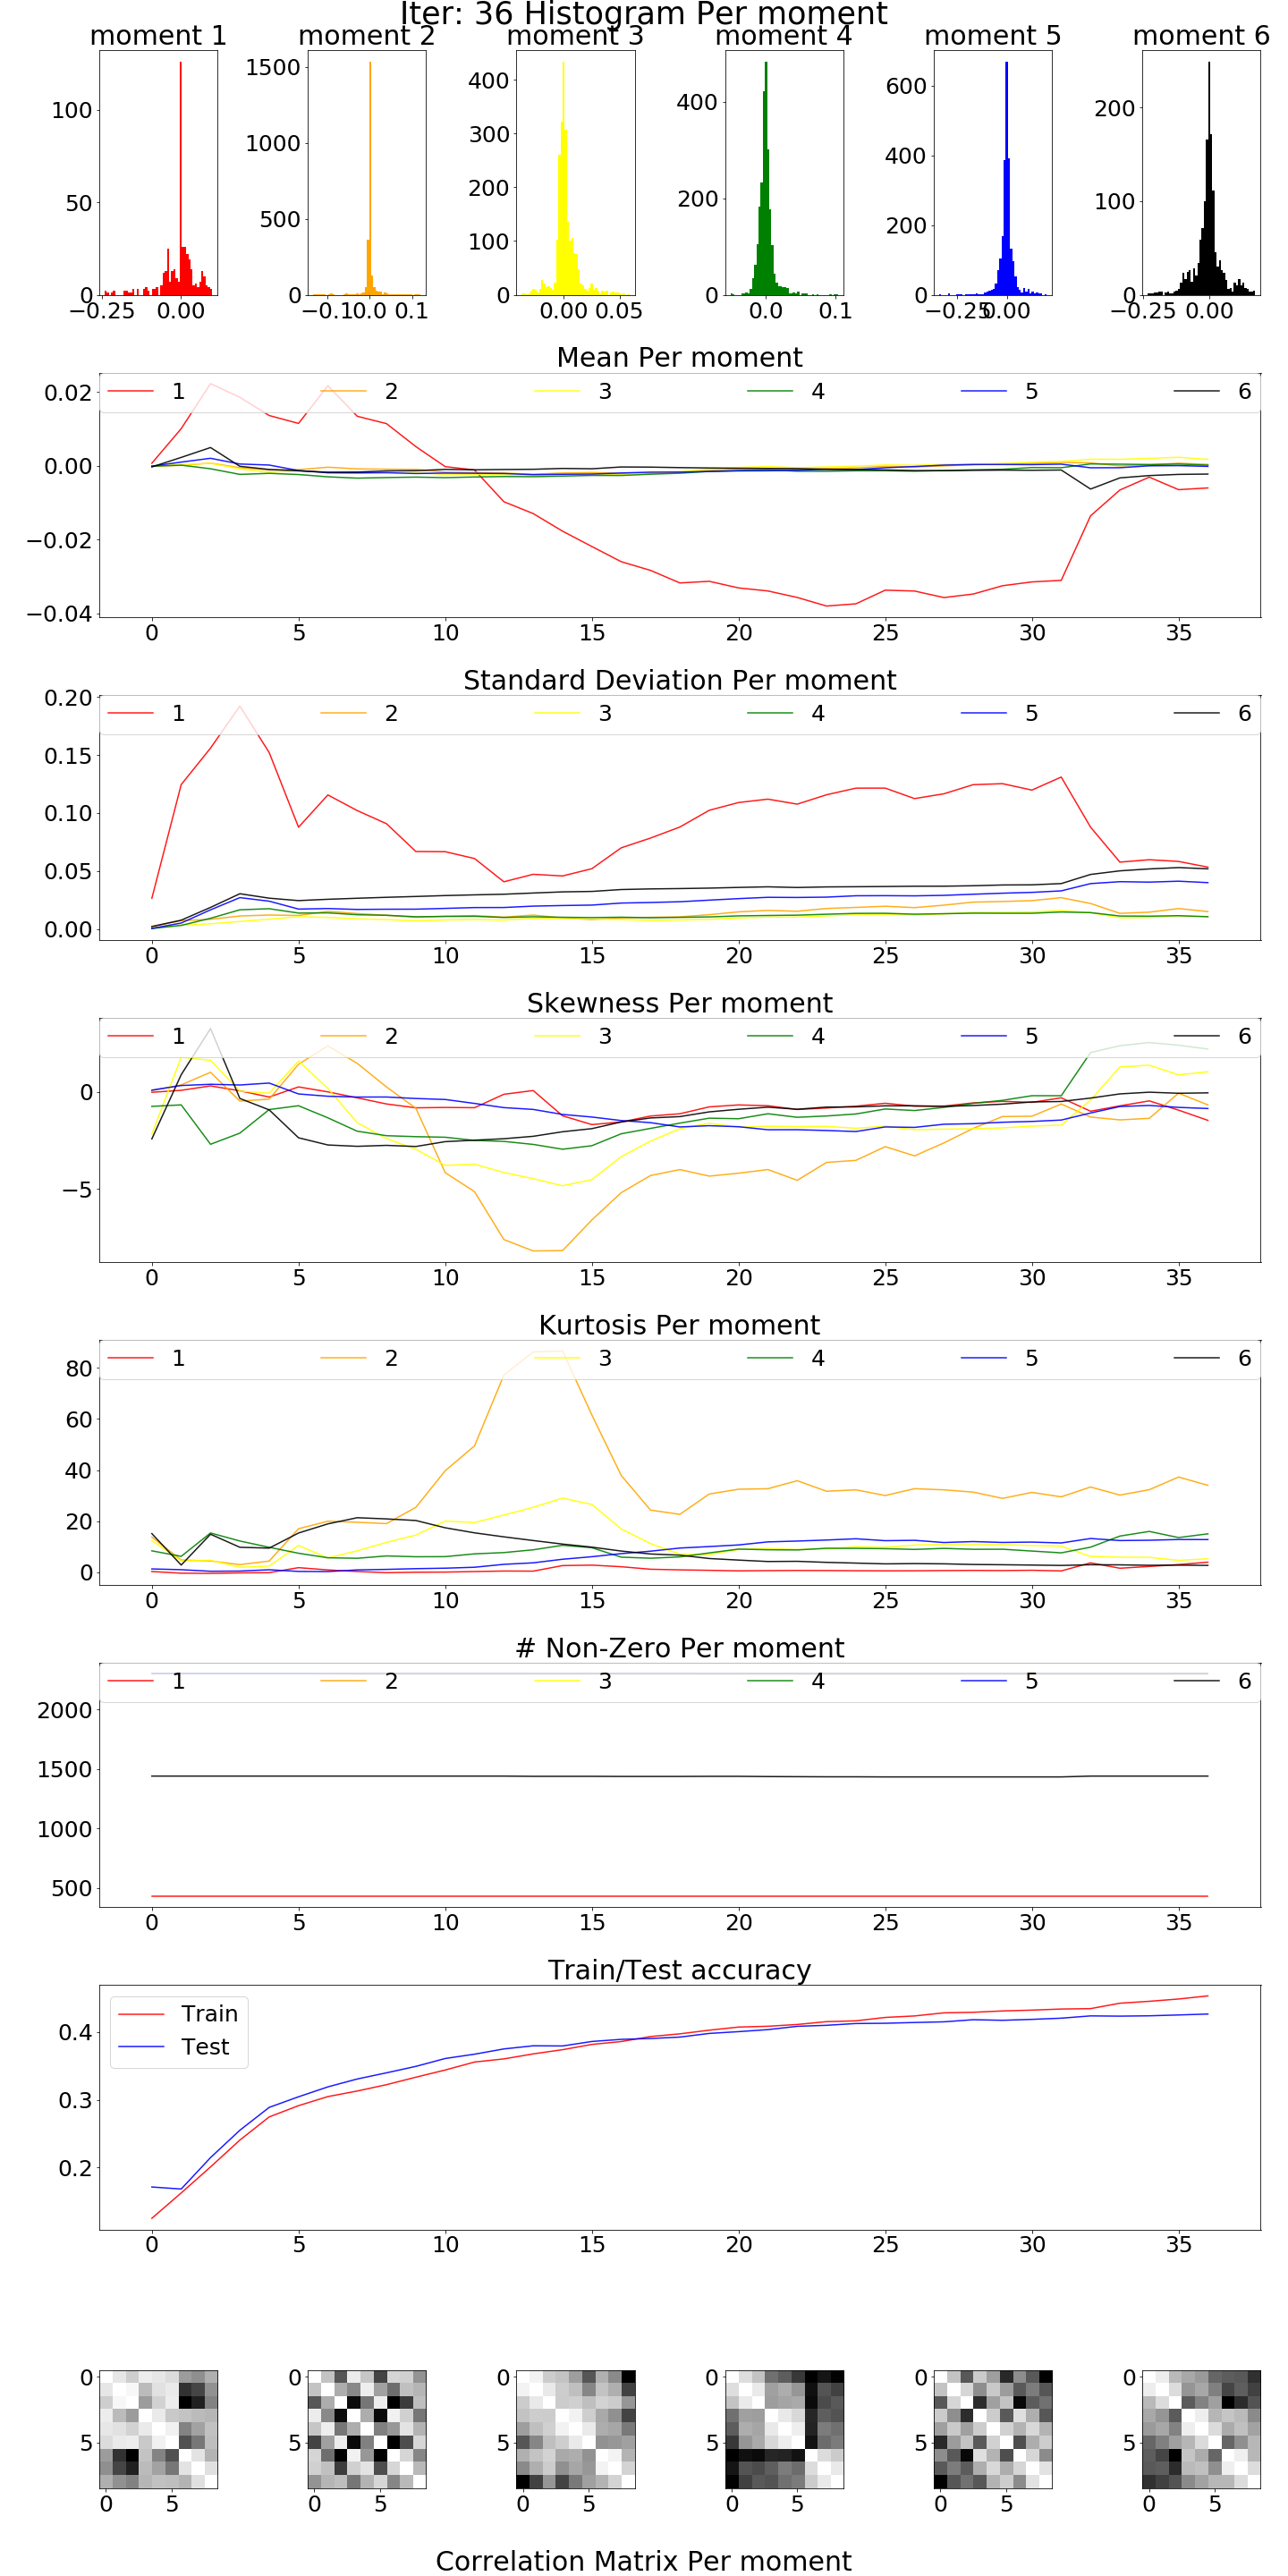 Iter: 36 Histogram Per moment
moment 1 moment 2 moment 3 moment 4 moment 5 moment 6
100
50
0
−0.25 0.00
1500
1000
500
0
−0.1 0.0 0.1
400
300
200
100
0
0.00 0.05
400
200
0
0.0 0.1
600
400
200
0
−0.25 0.00
200
100
0
−0.25 0.00
Mean Per moment
1 2 3 4 5 6
0.02
0.00
−0.02
−0.04
0 5 10 15 20 25 30 35
Standard Deviation Per moment
1 2 3 4 5 6
0.20
0.15
0.10
0.05
0.00
0 5 10 15 20 25 30 35
Skewness Per moment
1 2 3 4 5 6
0
−5
0 5 10 15 20 25 30 35
Kurtosis Per moment
1 2 3 4 5 6
80
60
40
20
0
0 5 10 15 20 25 30 35
# Non-Zero Per moment
1 2 3 4 5 6
2000
1500
1000
500
0 5 10 15 20 25 30 35
Train/Test accuracy
Train
Test
0.4
0.3
0.2
0 5 10 15 20 25 30 35
0 0 0 0 0 0
5 5 5 5 5 5
0 5 0 5 0 5 0 5 0 5 0 5
Correlation Matrix Per moment